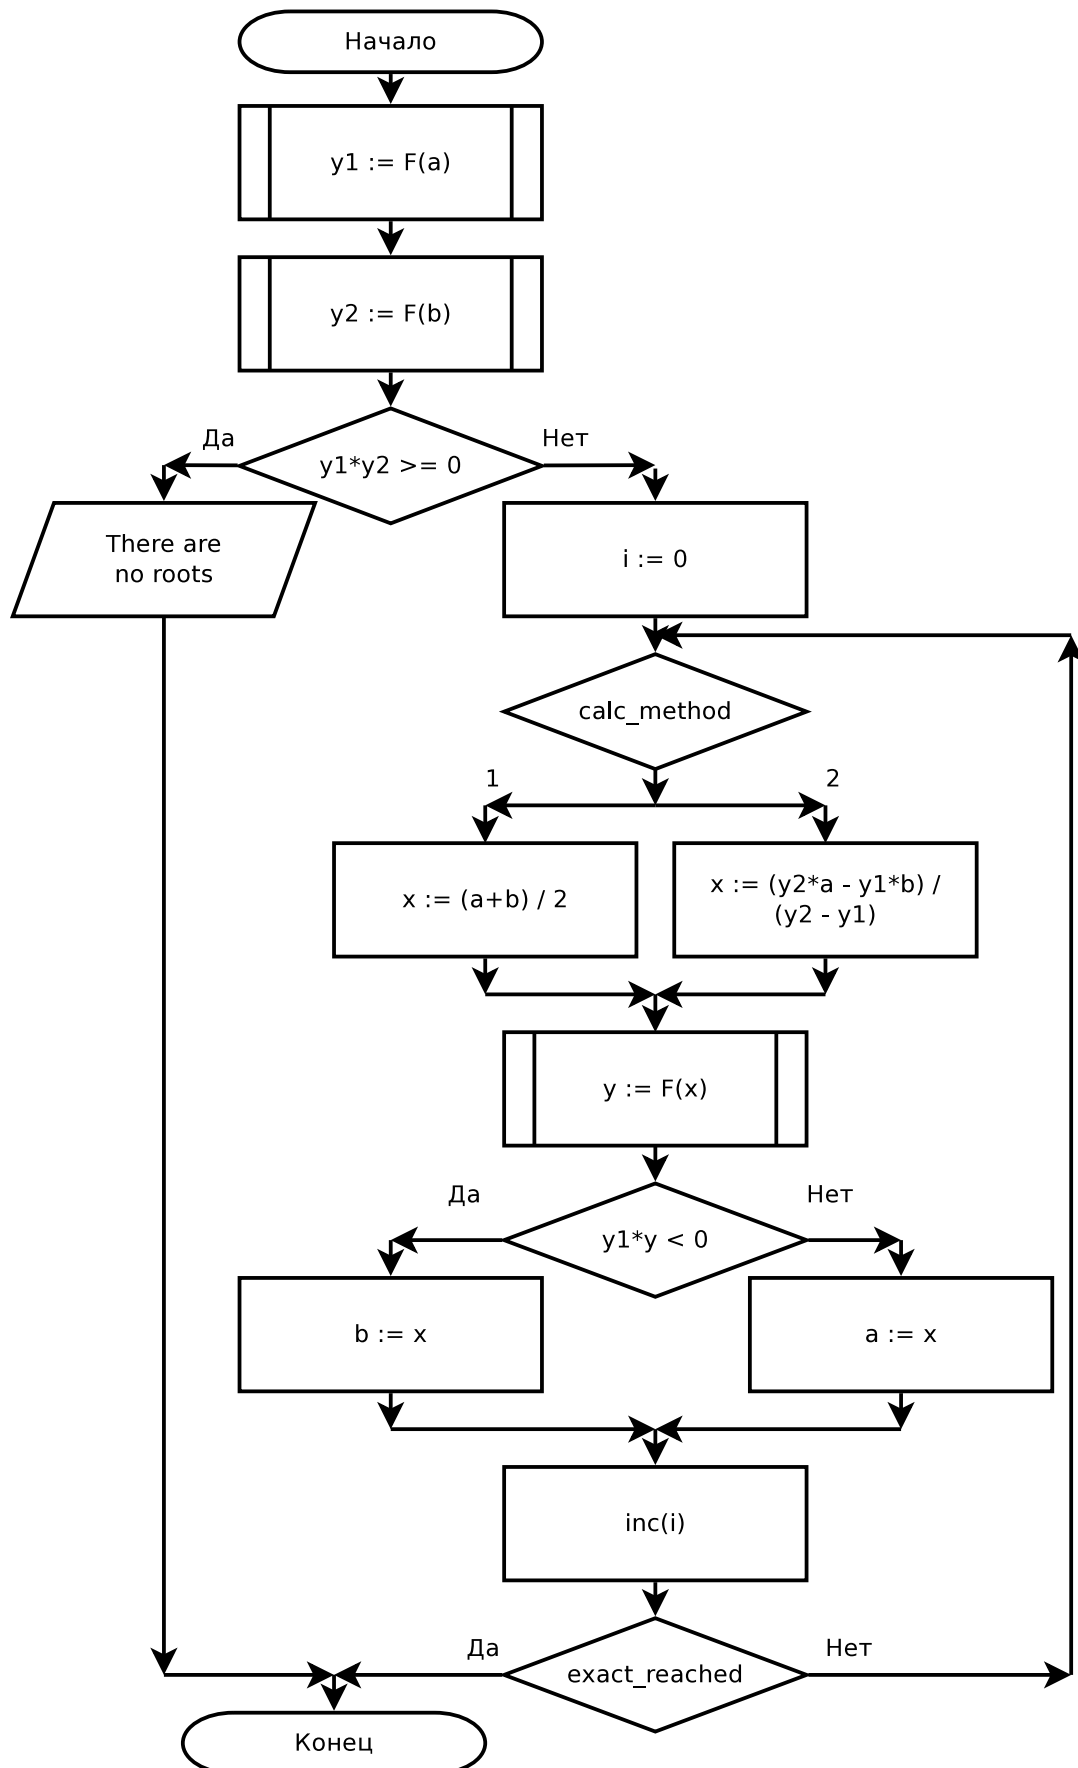 Начало
y1 := F(a)
y2 := F(b)
Да
Нет
y1*y2 >= 0
There are
no roots
i := 0
calc_method
1
2
x := (a+b) / 2
x := (y2*a - y1*b) /
(y2 - y1)
y := F(x)
Да
Нет
y1*y < 0
b := x
a := x
inc(i)
Да
Нет
exact_reached
Конец